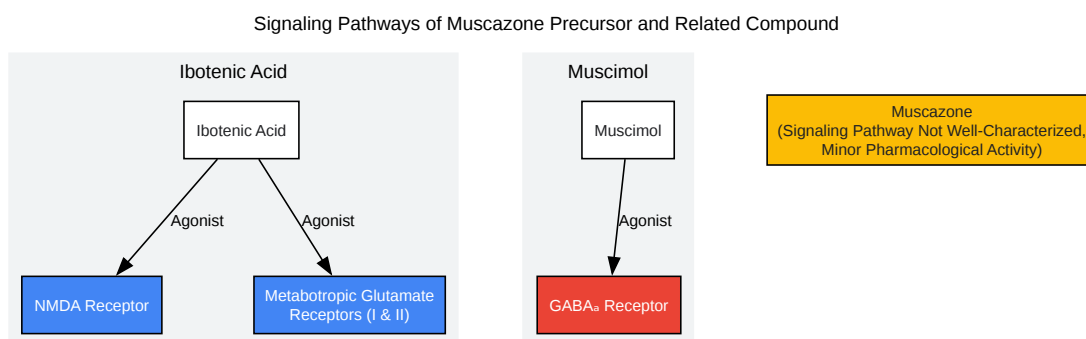 Signaling Pathways of Muscazone Precursor and Related Compound
Ibotenic Acid
Muscimol
Ibotenic Acid
Muscimol
Muscazone
(Signaling Pathway Not Well-Characterized,
Minor Pharmacological Activity)
Agonist
Agonist
Agonist
NMDA Receptor
Metabotropic Glutamate
Receptors (I & II)
GABAₐ Receptor